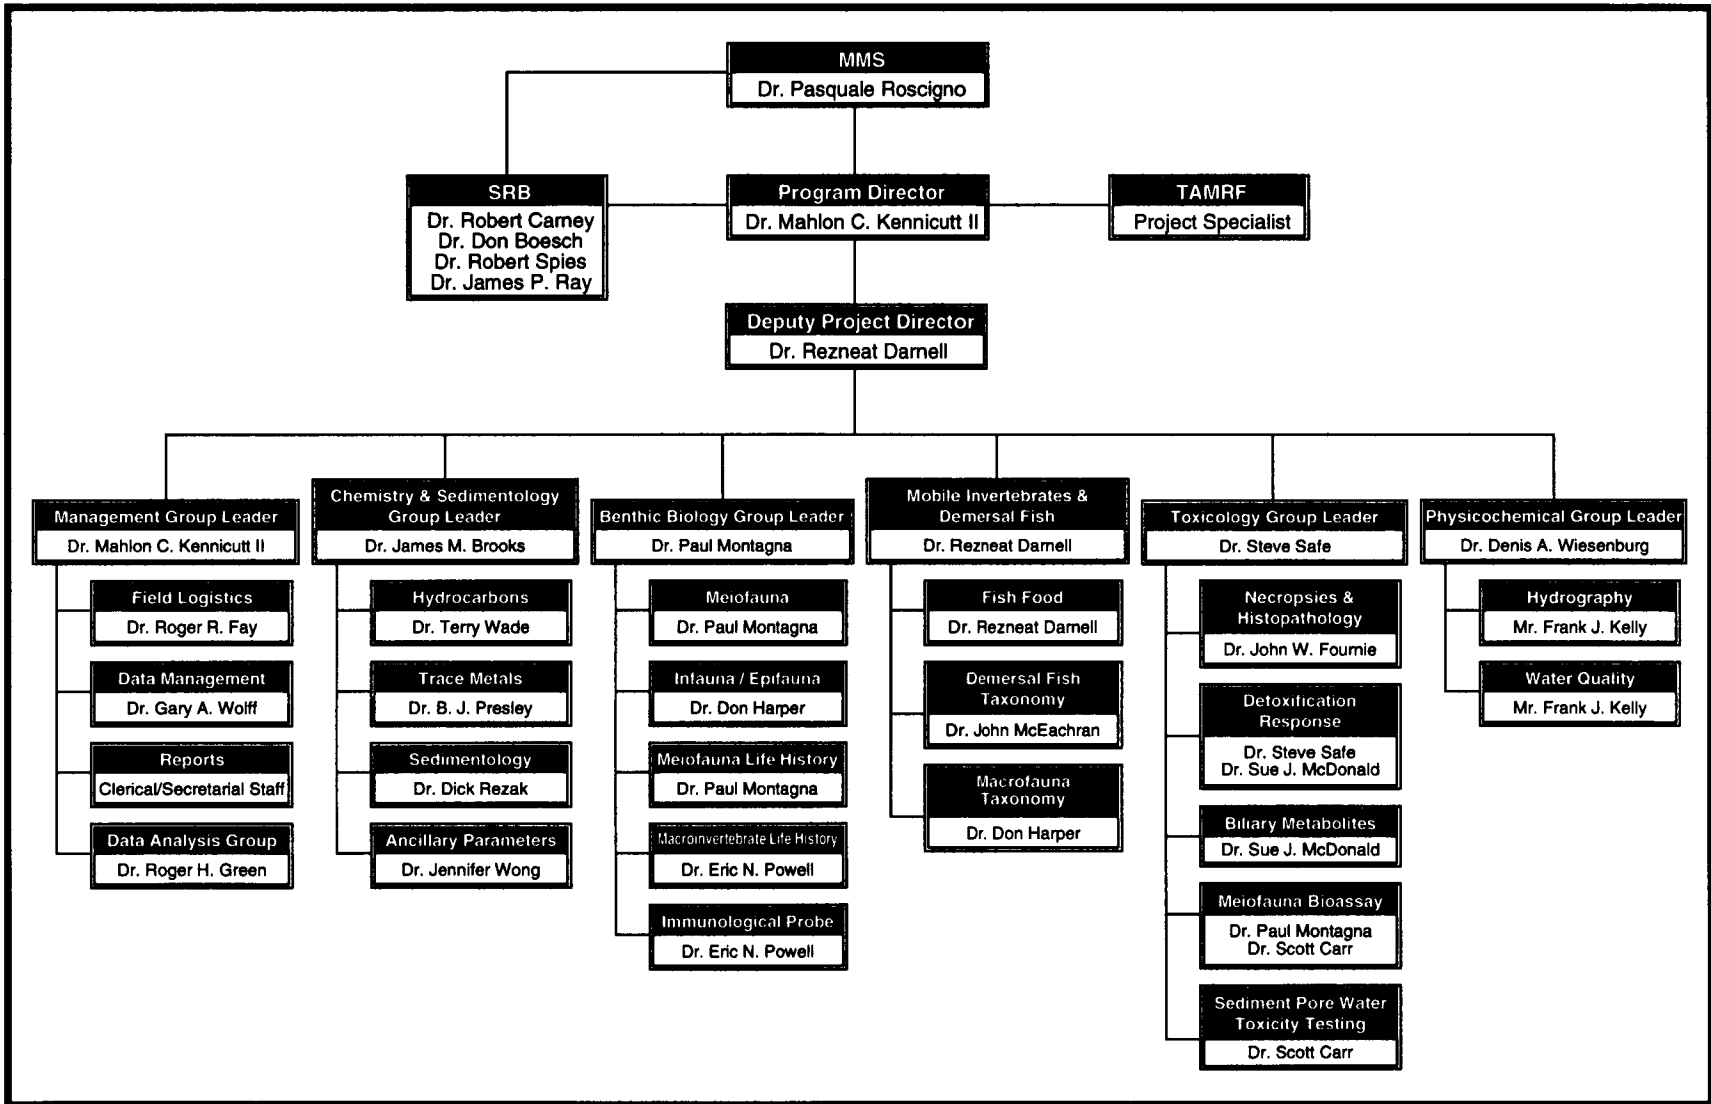 MMS
Dr. Pasquale Roscigno
SRB
Dr. Robert Carney
Dr. Don Boesch
Dr. Robert Spies
Dr. James P. Ray
Program Director
Dr. Mahlon C. Kennicutt II
TAMRF
Project Specialist
Deputy Project Director
Dr. Rezneat Darnell
Management Group Leader
Dr. Mahlon C. Kennicutt II
Field Logistics
Dr. Roger R. Fay
Data Management
Dr. Gary A. Wolff
Reports
Clerical/Secretarial Staff
Data Analysis Group
Dr. Roger H. Green
Chemistry & Sedimentology
Group Leader
Dr. James M. Brooks
Hydrocarbons
Dr. Terry Wade
Trace Metals
Dr. B. J. Presley
Sedimentology
Dr. Dick Rezak
Ancillary Parameters
Dr. Jennifer Wong
Benthic Biology Group Leader
Dr. Paul Montagna
Meiofauna
Dr. Paul Montagna
Infauna / Epifauna
Dr. Don Harper
Meiofauna Life History
Dr. Paul Montagna
Macroinvertebrate Life History
Dr. Eric N. Powell
Immunological Probe
Dr. Eric N. Powell
Mobile Invertebrates &
Demersal Fish
Dr. Rezneat Darnell
Fish Food
Dr. Rezneat Darnell
Demersal Fish
Taxonomy
Dr. John McEachran
Macrofauna
Taxonomy
Dr. Don Harper
Toxicology Group Leader
Dr. Steve Safe
Necropsies &
Histopathology
Dr. John W. Fournie
Detoxification
Response
Dr. Steve Safe
Dr. Sue J. McDonald
Biliary Metabolites
Dr. Sue J. McDonald
Meiofauna Bioassay
Dr. Paul Montagna
Dr. Scott Carr
Sediment Pore Water
Toxicity Testing
Dr. Scott Carr
Physicochemical Group Leader
Dr. Denis A. Wiesenburg
Hydrography
Mr. Frank J. Kelly
Water Quality
Mr. Frank J. Kelly